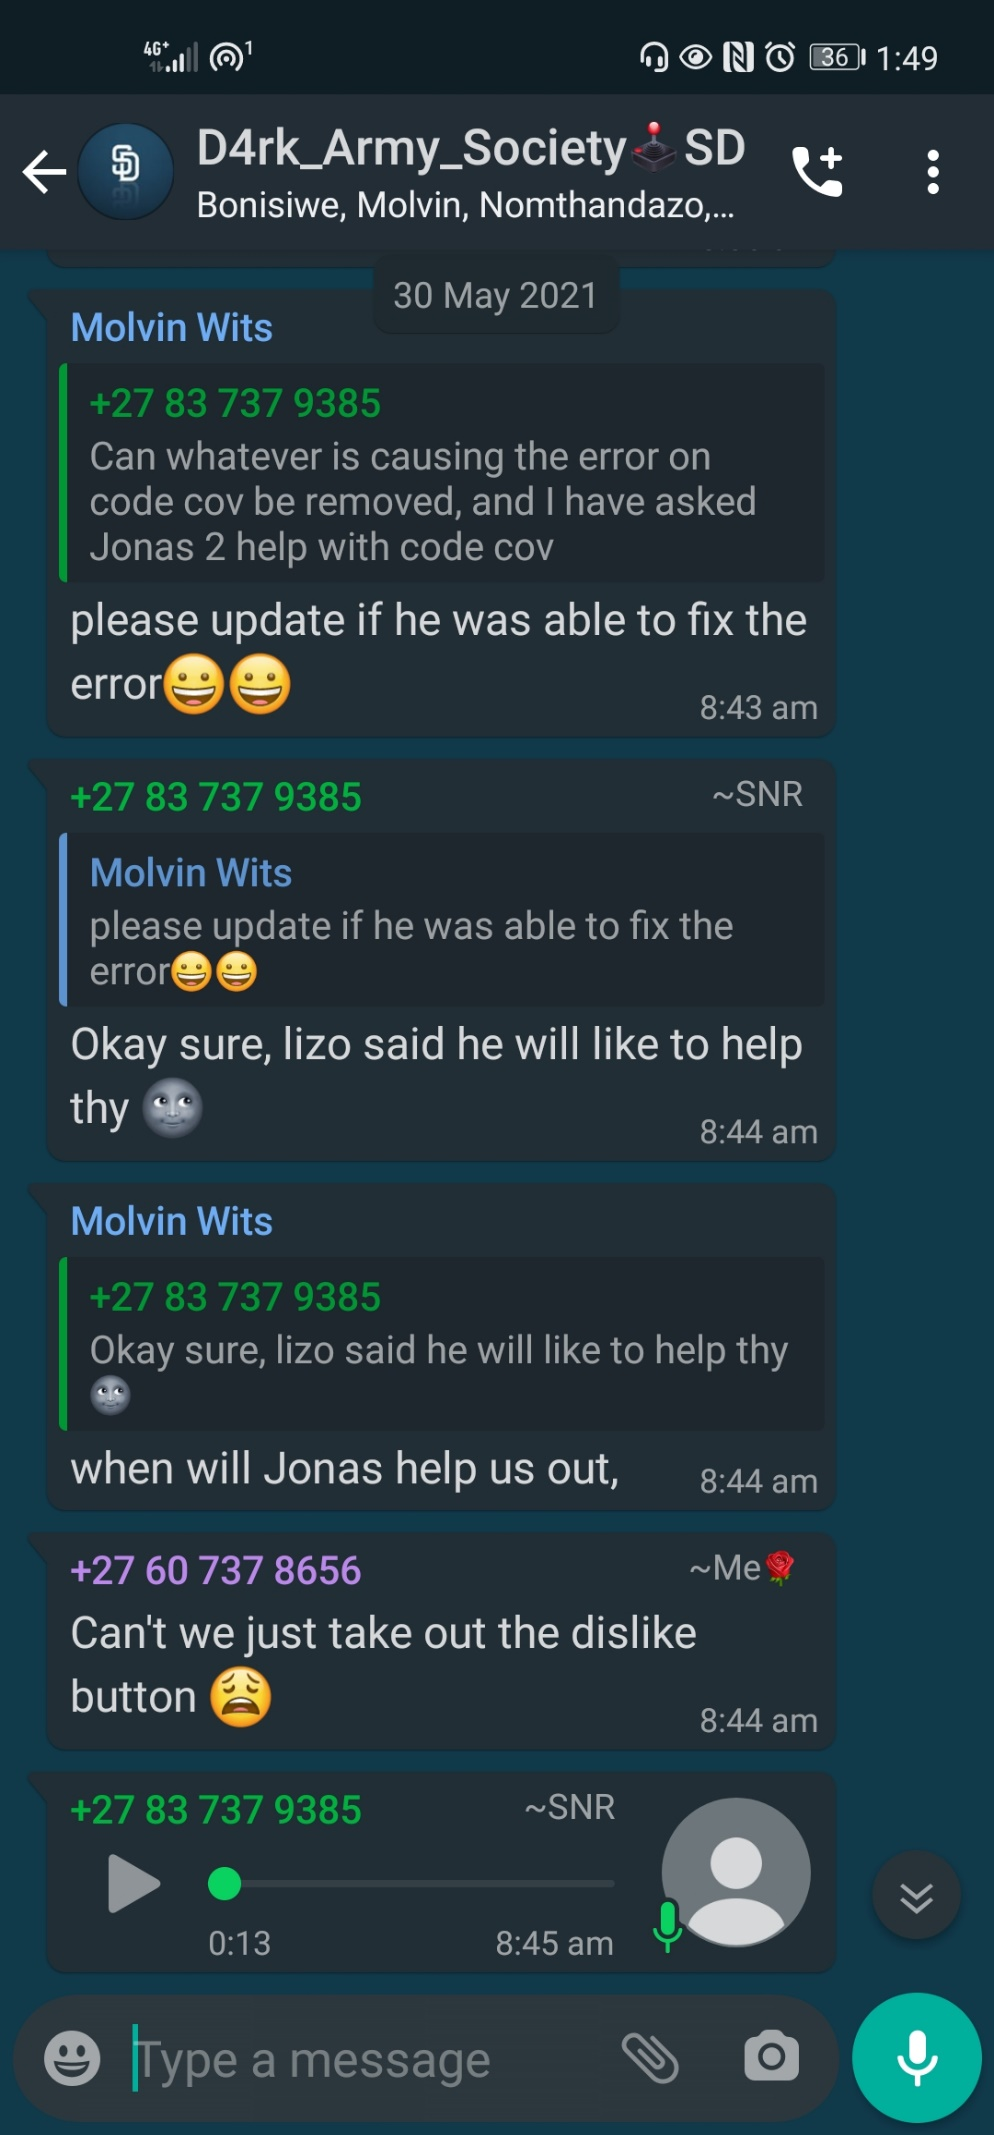 4G+ 1 36 1:49
SD D4rk_Army_Society🕹️SD
Bonisiwe, Molvin, Nomthandazo,...
30 May 2021
Molvin Wits
+27 83 737 9385
Can whatever is causing the error on
code cov be removed, and I have asked
Jonas 2 help with code cov
please update if he was able to fix the
error😀😀
8:43 am
+27 83 737 9385 ~SNR
Molvin Wits
please update if he was able to fix the
error😀😀
Okay sure, lizo said he will like to help
thy 🌚
8:44 am
Molvin Wits
+27 83 737 9385
Okay sure, lizo said he will like to help thy
🌚
when will Jonas help us out, 8:44 am
+27 60 737 8656 ~Me🌹
Can't we just take out the dislike
button 😩
8:44 am
+27 83 737 9385 ~SNR
0:13 8:45 am
Type a message